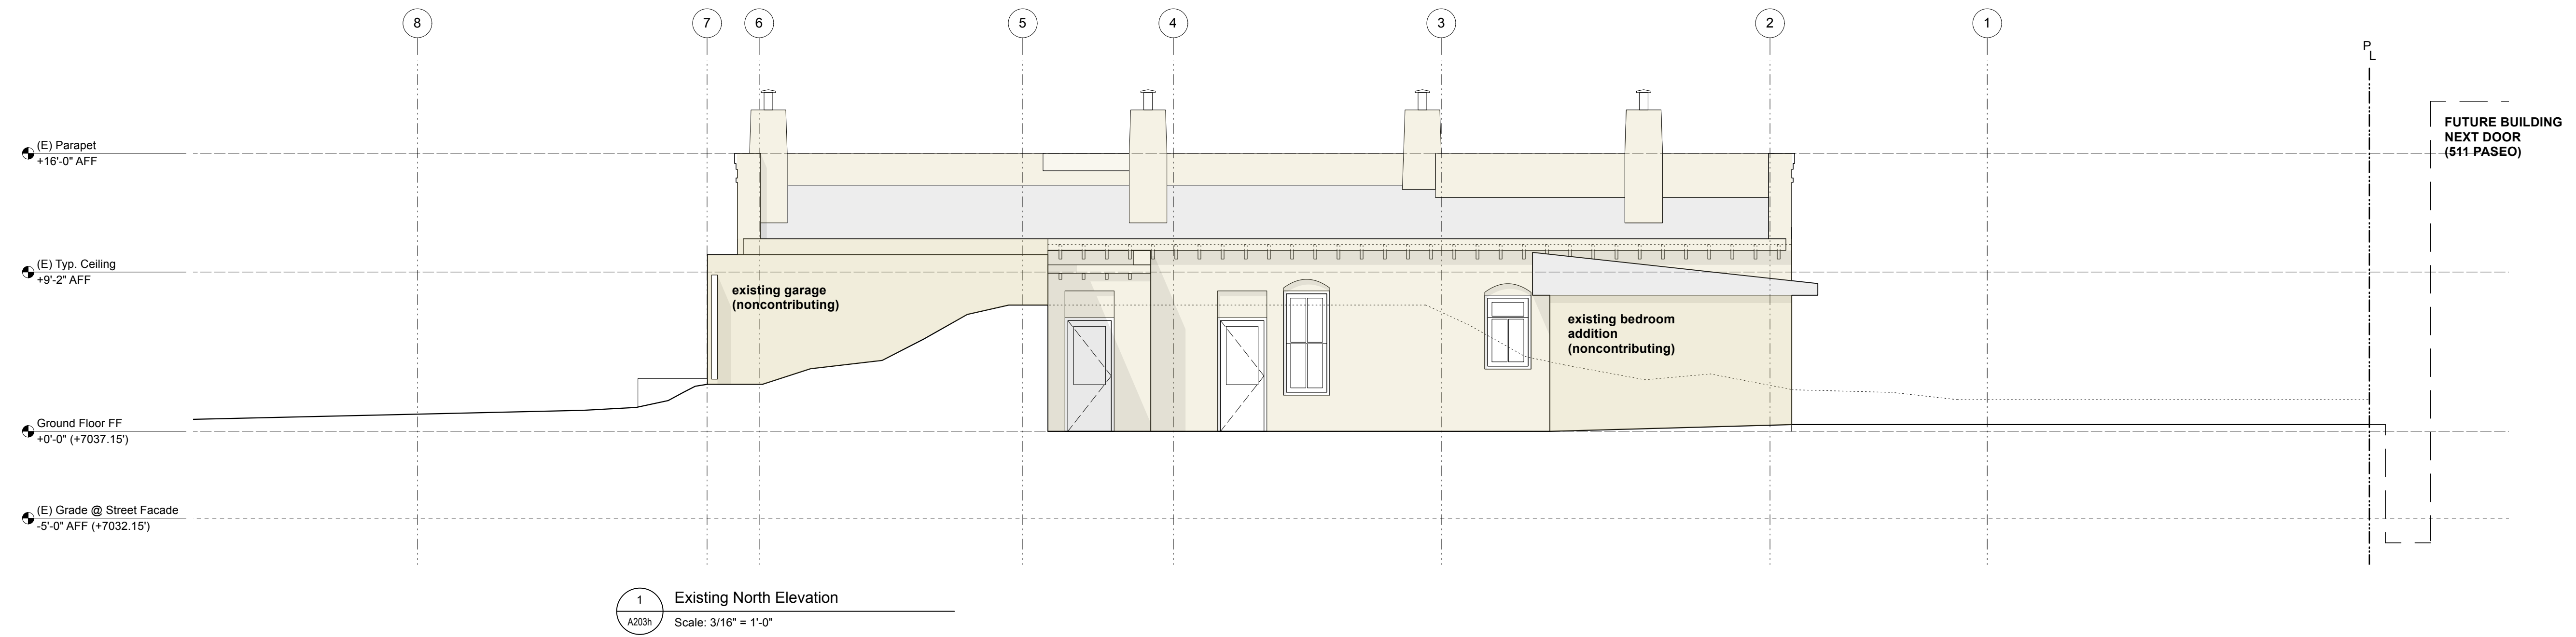 8 7 6 5 4 3 2 1
P
L
FUTURE BUILDING
NEXT DOOR
(511 PASEO)
(E) Parapet
+16'-0" AFF
(E) Typ. Ceiling
+9'-2" AFF
existing garage
(noncontributing)
existing bedroom
addition
(noncontributing)
Ground Floor FF
+0'-0" (+7037.15')
(E) Grade @ Street Facade
-5'-0" AFF (+7032.15')
1
A203h
Existing North Elevation
Scale: 3/16" = 1'-0"